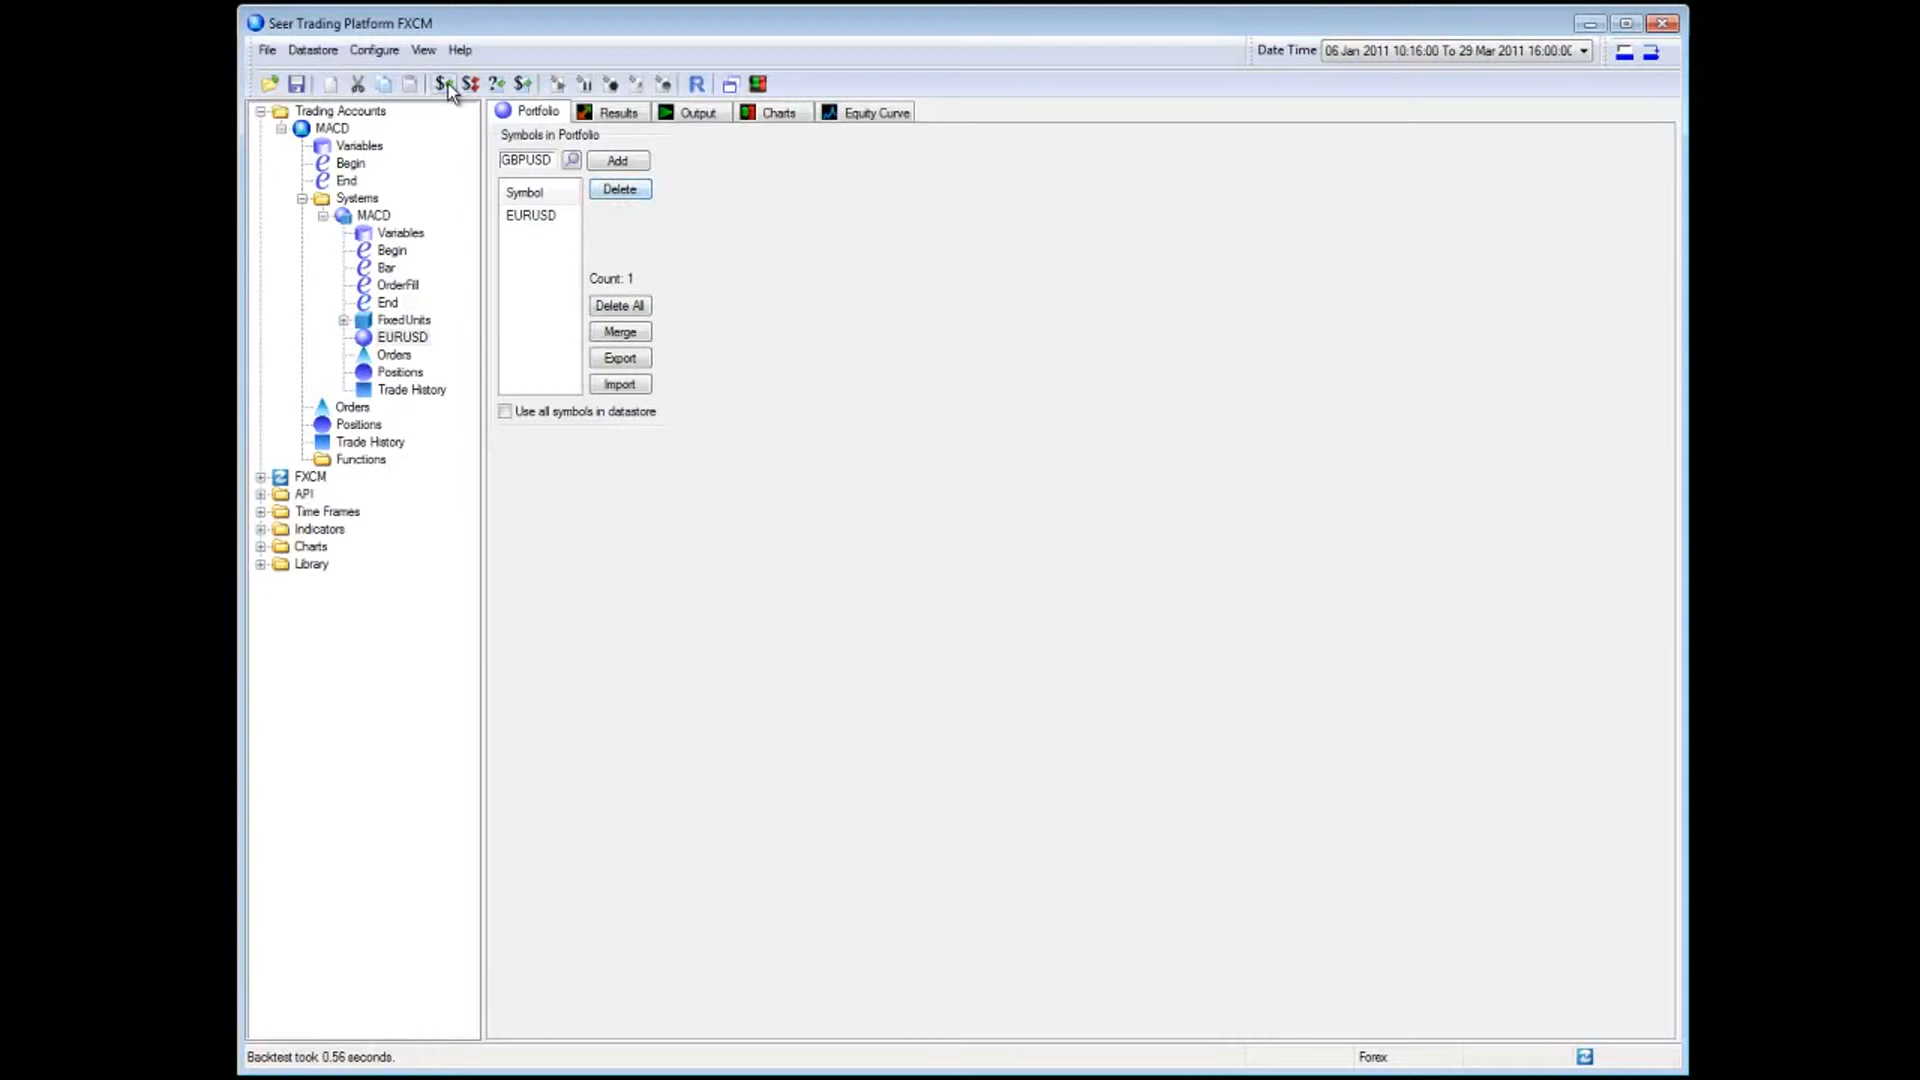 Seer Trading Platform FXCM
File Datastore Configure View Help
Date Time 06 Jan 2011 10:16:00 To 29 Mar 2011 16:00:00
Trading Accounts
MACD
Variables
Begin
End
Systems
MACD
Variables
Begin
Bar
OrderFill
End
FixedUnits
EURUSD
Orders
Positions
Trade History
Orders
Positions
Trade History
Functions
FXCM
API
Time Frames
Indicators
Charts
Library
Portfolio Results Output Charts Equity Curve
Symbols in Portfolio
GBPUSD Add
Symbol Delete
EURUSD
Count: 1
Delete All
Merge
Export
Import
Use all symbols in datastore
Backtest took 0.56 seconds. Forex